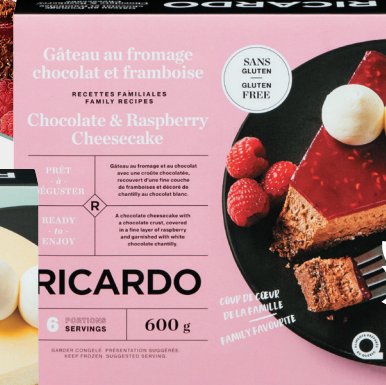 RICARDO
Gâteau au fromage
chocolat et framboise
RECETTES FAMILIALES
FAMILY RECIPES
Chocolate & Raspberry
Cheesecake
SANS
GLUTEN
GLUTEN
FREE
PRÊT
- à -
DÉGUSTER
READY
- to -
ENJOY
R
Gâteau au fromage et au chocolat
avec une croûte chocolatée,
recouvert d'une fine couche
de framboises et décoré de
chantilly au chocolat blanc.
A chocolate cheesecake with
a chocolate crust, covered
in a fine layer of raspberry
and garnished with white
chocolate chantilly.
RICARDO
6 PORTIONS
SERVINGS
600 g
COUP DE CŒUR
DE LA FAMILLE
FAMILY FAVOURITE
GARDER CONGELÉ. PRÉSENTATION SUGGÉRÉE.
KEEP FROZEN. SUGGESTED SERVING.